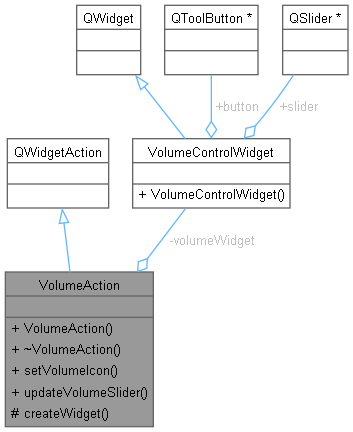 QWidget
QToolButton *
QSlider *
+button
+slider
QWidgetAction
VolumeControlWidget
+ VolumeControlWidget()
-volumeWidget
VolumeAction
+ VolumeAction()
+ ~VolumeAction()
+ setVolumeIcon()
+ updateVolumeSlider()
# createWidget()